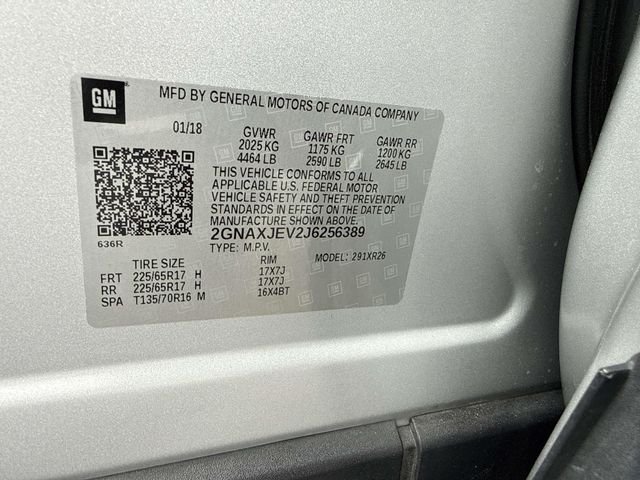 GM
MFD BY GENERAL MOTORS OF CANADA COMPANY
01/18 GVWR GAWR FRT GAWR RR
2025 KG 1175 KG 1200 KG
4464 LB 2590 LB 2645 LB
THIS VEHICLE CONFORMS TO ALL
APPLICABLE U.S. FEDERAL MOTOR
VEHICLE SAFETY AND THEFT PREVENTION
STANDARDS IN EFFECT ON THE DATE OF
MANUFACTURE SHOWN ABOVE.
2GNAXJEV2J6256389
636R
TYPE: M.P.V. MODEL: 291XR26
TIRE SIZE RIM
FRT 225/65R17 H 17X7J
RR 225/65R17 H 17X7J
SPA T135/70R16 M 16X4BT